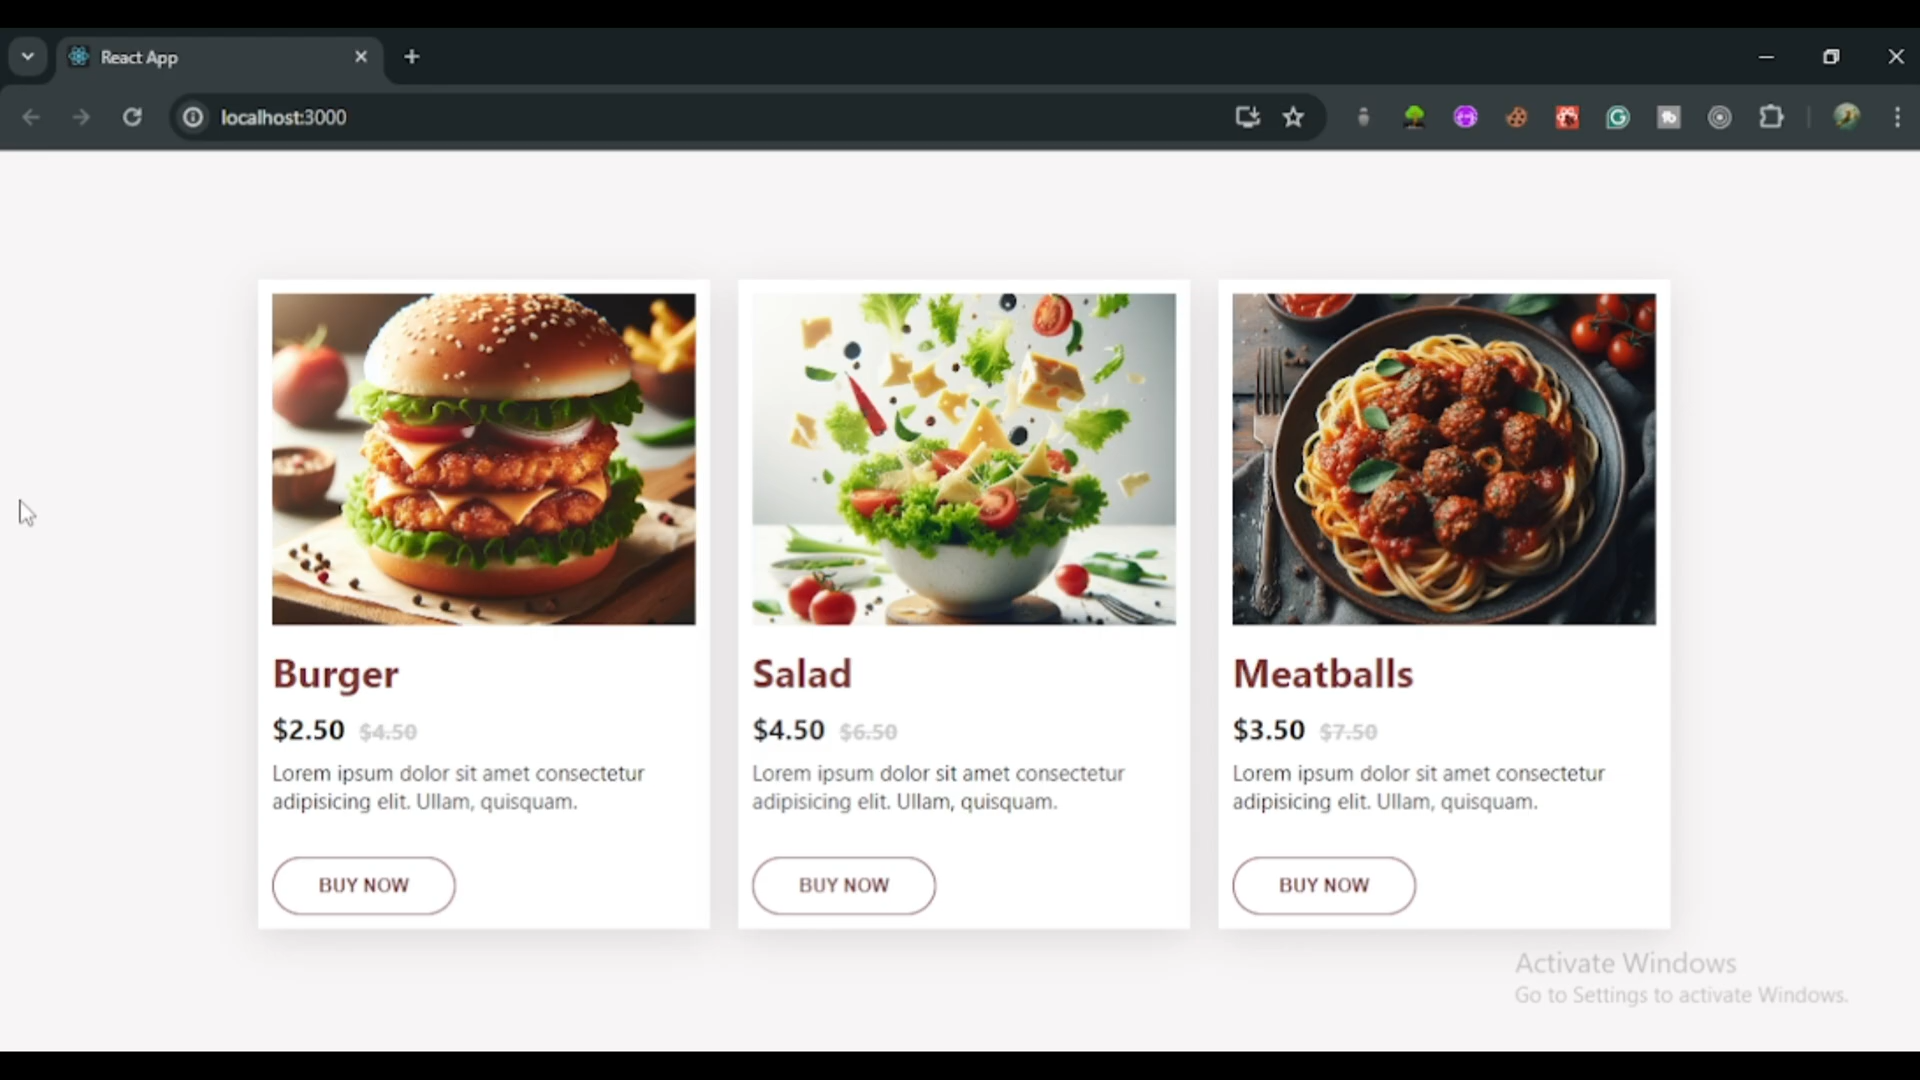 React App
localhost:3000
Burger
$2.50 $4.50
Lorem ipsum dolor sit amet consectetur
adipisicing elit. Ullam, quisquam.
BUY NOW
Salad
$4.50 $6.50
Lorem ipsum dolor sit amet consectetur
adipisicing elit. Ullam, quisquam.
BUY NOW
Meatballs
$3.50 $7.50
Lorem ipsum dolor sit amet consectetur
adipisicing elit. Ullam, quisquam.
BUY NOW
Activate Windows
Go to Settings to activate Windows.